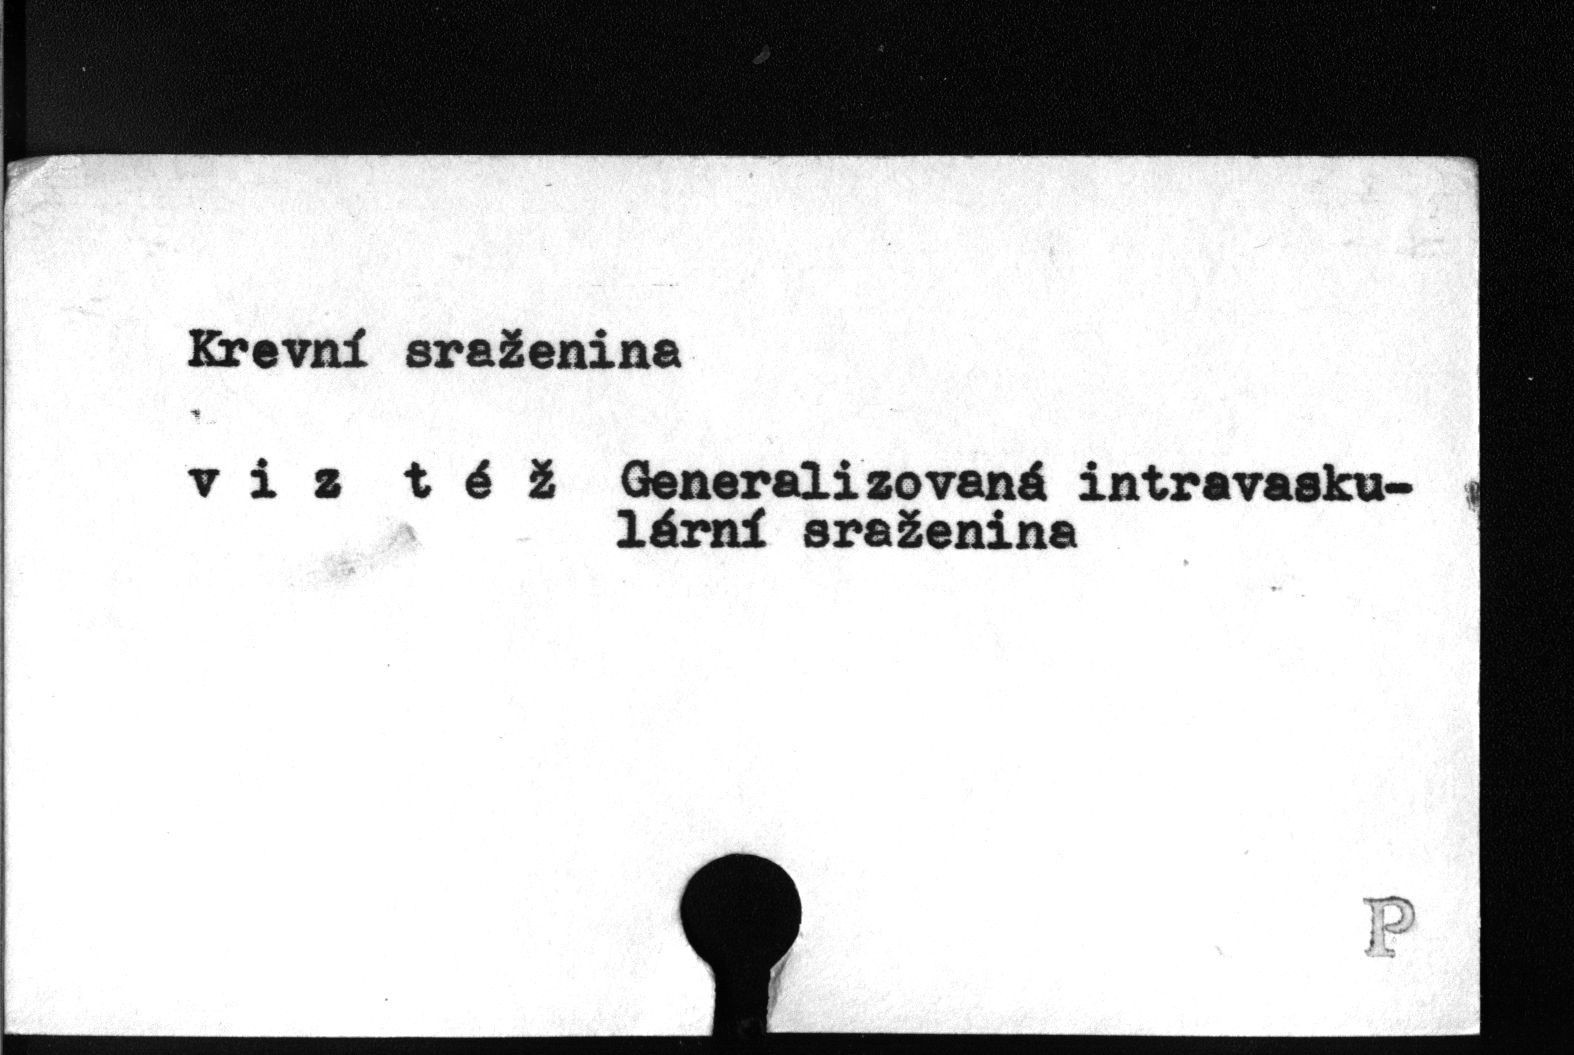 Krevní sraženina
v i z  t é ž  Generalizovaná intravasku-
lární sraženina
P